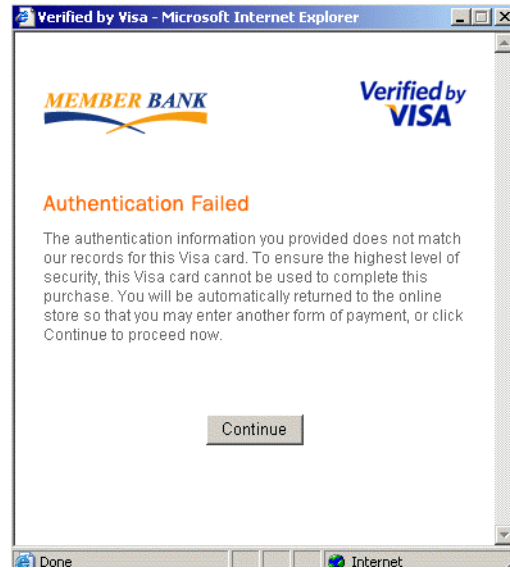 Verified by Visa - Microsoft Internet Explorer
MEMBER BANK
Verified by
VISA
Authentication Failed
The authentication information you provided does not match
our records for this Visa card. To ensure the highest level of
security, this Visa card cannot be used to complete this
purchase. You will be automatically returned to the online
store so that you may enter another form of payment, or click
Continue to proceed now.
Continue
Done
Internet